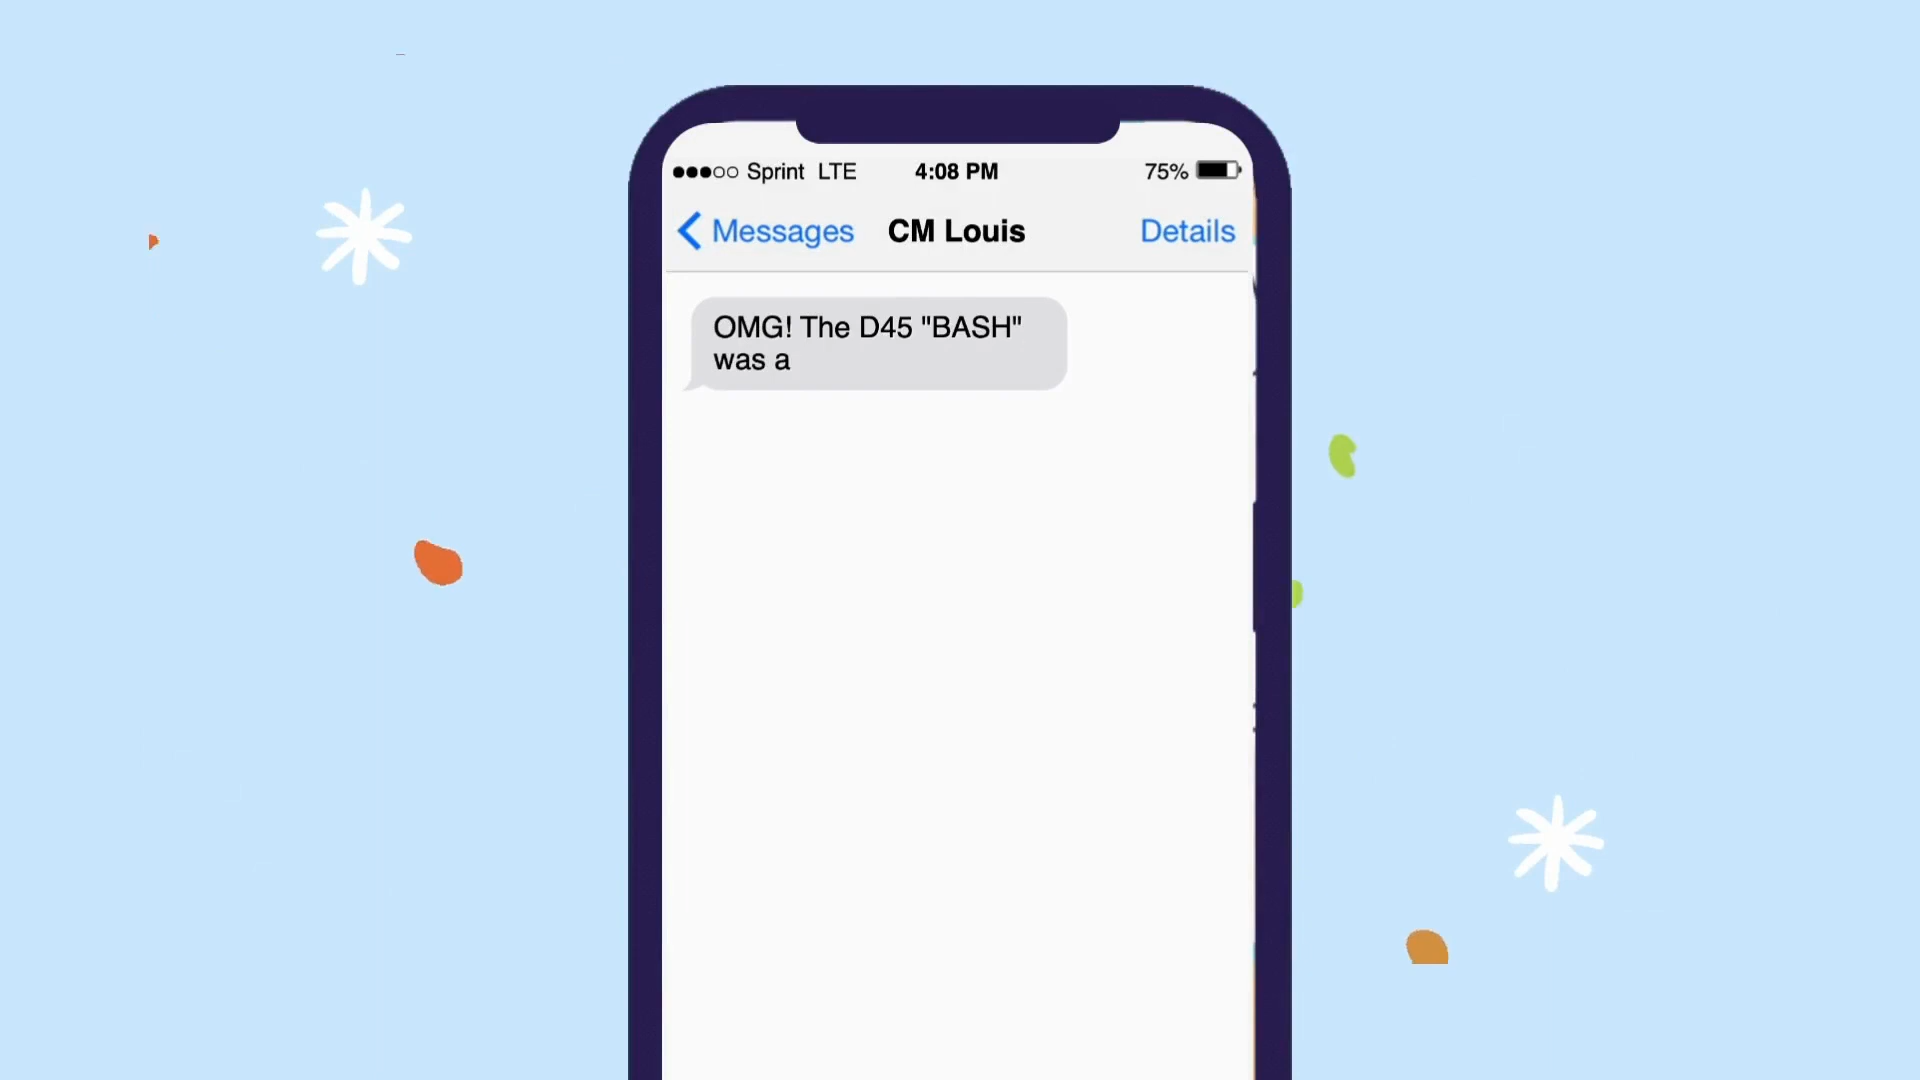 Sprint LTE 4:08 PM 75%
Messages CM Louis Details
OMG! The D45 "BASH"
was a